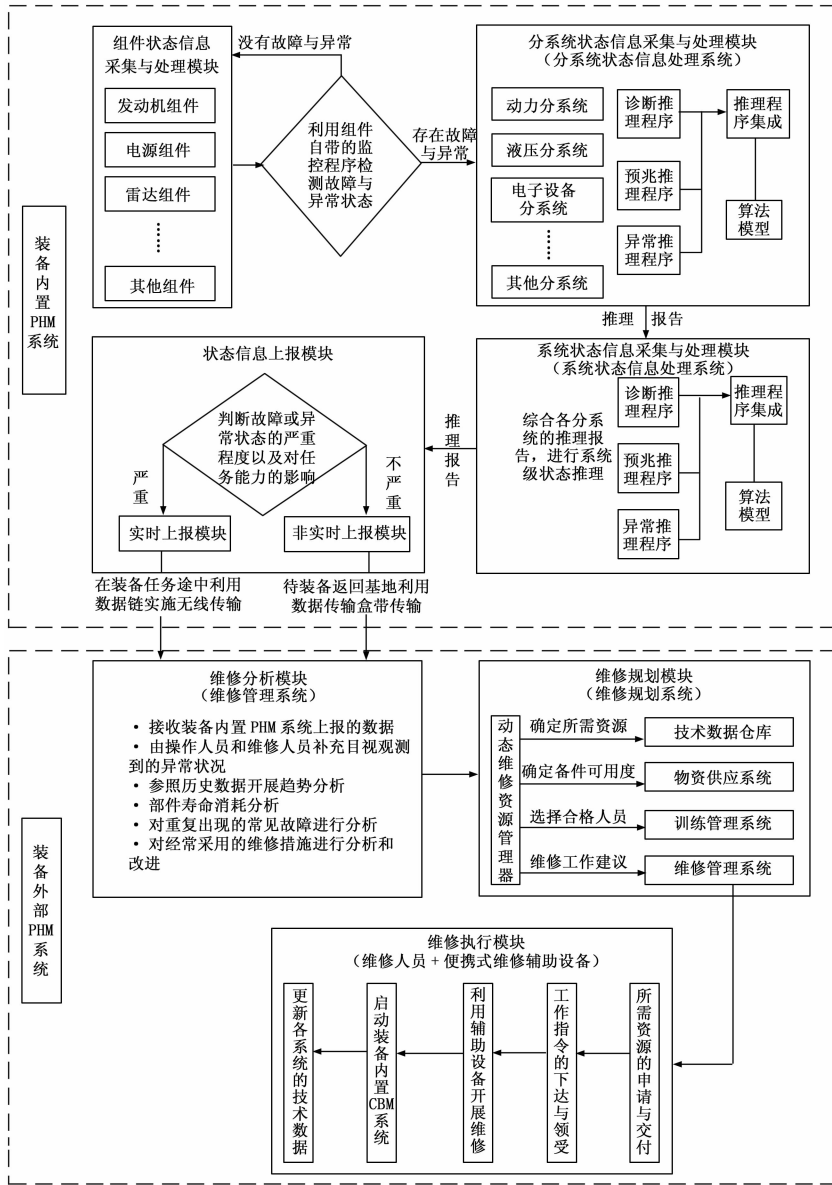 装备内置PHM系统
组件状态信息
采集与处理模块
发动机组件
电源组件
雷达组件
……
其他组件
没有故障与异常
利用组件
自带的监
控程序检
测故障与
异常状态
存在故障
与异常
分系统状态信息采集与处理模块
（分系统状态信息处理系统）
动力分系统
液压分系统
电子设备
分系统
……
其他分系统
诊断推
理程序
预兆推
理程序
异常推
理程序
推理程
序集成
算法
模型
推理 报告
系统状态信息采集与处理模块
（系统状态信息处理系统）
综合各分系
统的推理报
告，进行系统
级状态推理
诊断推
理程序
预兆推
理程序
异常推
理程序
推理程
序集成
算法
模型
推理报告
状态信息上报模块
判断故障或异
常状态的严重
程度以及对任
务能力的影响
严重
不严重
实时上报模块
非实时上报模块
在装备任务途中利用
数据链实施无线传输
待装备返回基地利用
数据传输盒带传输
装备外部PHM系统
维修分析模块
（维修管理系统）
・接收装备内置PHM系统上报的数据
・由操作人员和维修人员补充目视观测
到的异常状况
・参照历史数据开展趋势分析
・部件寿命消耗分析
・对重复出现的常见故障进行分析
・对经常采用的维修措施进行分析和
改进
维修规划模块
（维修规划系统）
动态维修资源管理器
确定所需资源
技术数据仓库
确定备件可用度
物资供应系统
选择合格人员
训练管理系统
维修工作建议
维修管理系统
维修执行模块
（维修人员+便携式维修辅助设备）
所需资源的申请与交付
工作指令的下达与领受
利用辅助设备开展维修
启动装备内置CBM系统
更新各系统的技术数据